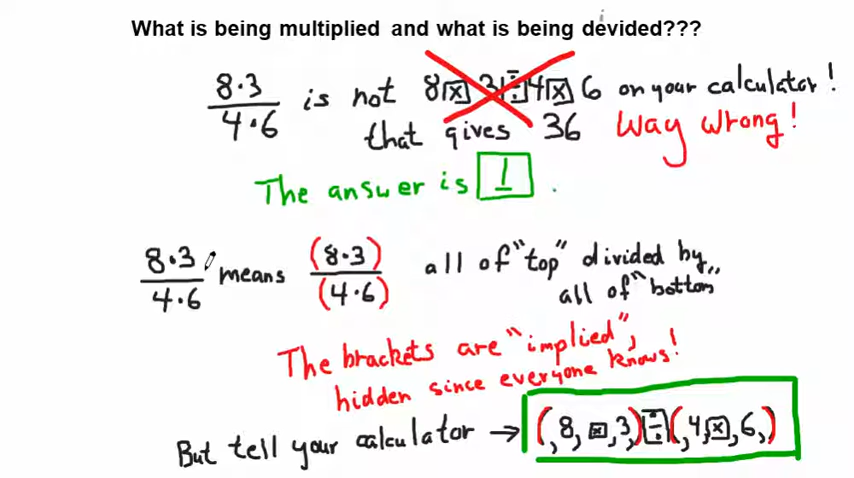 What is being multiplied and what is being devided???
8·3/4·6 is not 8[x]3[÷]4[x]6 on your calculator!
that gives 36 Way wrong!
The answer is 1.
8·3/4·6 means (8·3)/(4·6) all of "top" divided by
all of "bottom
The brackets are "implied",
hidden since everyone knows!
But tell your calculator → (, 8, [x], 3,) [÷] (, 4, [x], 6, )